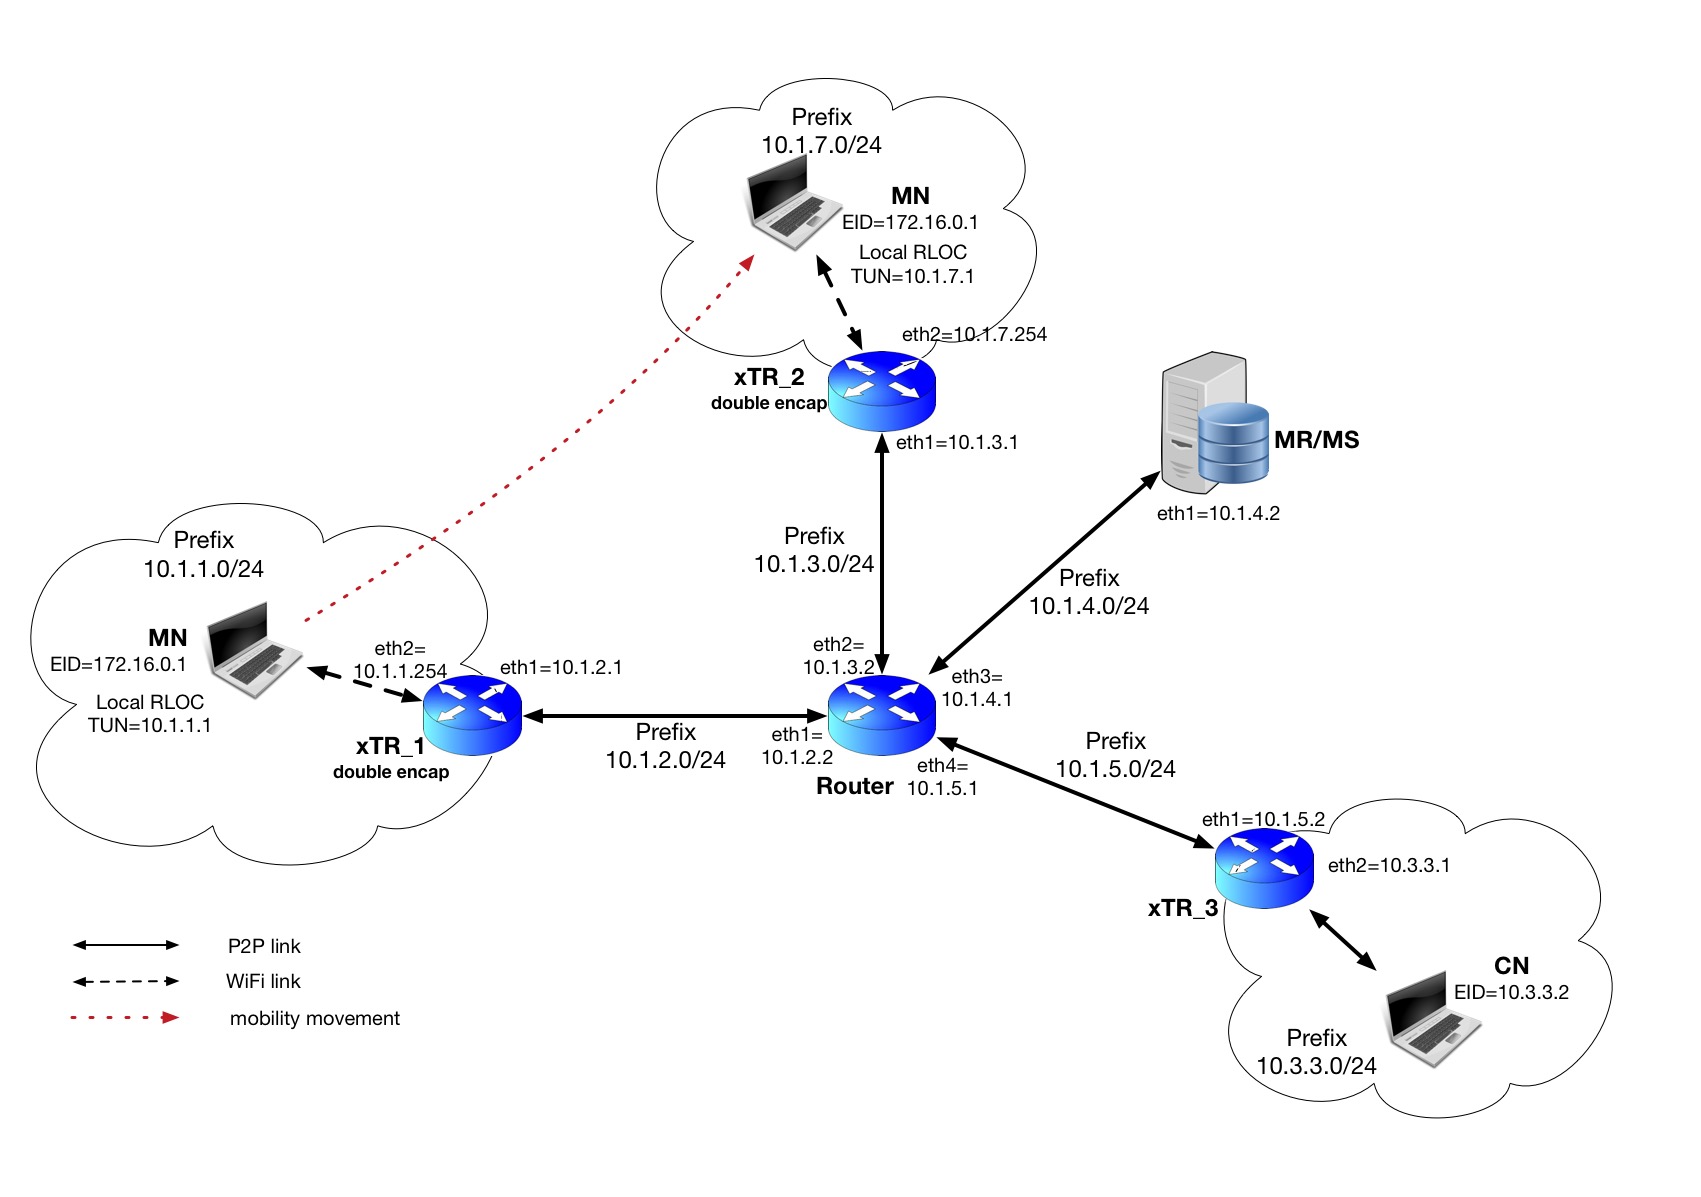 Prefix
10.1.7.0/24
MN
EID=172.16.0.1
Local RLOC
TUN=10.1.7.1
eth2=10.1.7.254
xTR_2
double encap
eth1=10.1.3.1
MR/MS
eth1=10.1.4.2
Prefix
10.1.3.0/24
Prefix
10.1.4.0/24
Prefix
10.1.1.0/24
MN
EID=172.16.0.1
Local RLOC
TUN=10.1.1.1
eth2=
10.1.1.254
eth1=10.1.2.1
xTR_1
double encap
Prefix
10.1.2.0/24
eth2=
10.1.3.2
eth3=
10.1.4.1
eth1=
10.1.2.2
Router
eth4=
10.1.5.1
Prefix
10.1.5.0/24
eth1=10.1.5.2
eth2=10.3.3.1
xTR_3
CN
EID=10.3.3.2
Prefix
10.3.3.0/24
P2P link
WiFi link
mobility movement